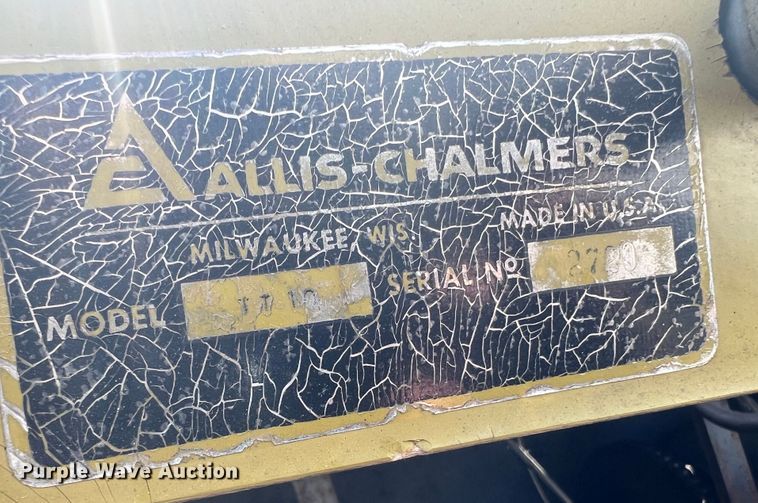 ALLIS-CHALMERS
MILWAUKEE, WIS. MADE IN U.S.A.
MODEL SERIAL NO
Purple Wave Auction